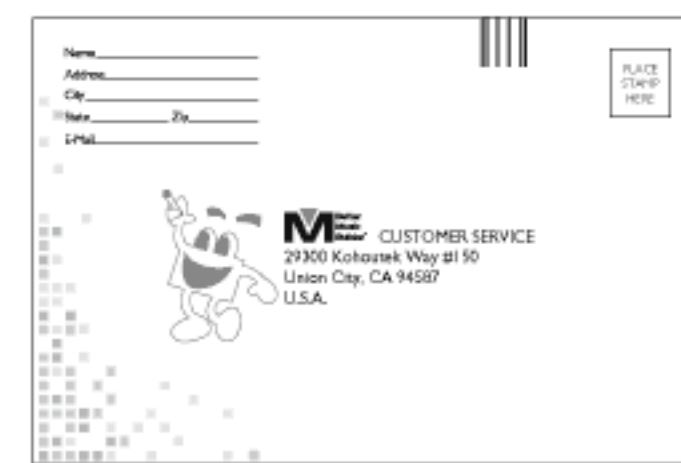 Name
Address
City
State Zip
E-Mail
PLACE
STAMP
HERE
M
CUSTOMER SERVICE
29300 Kohoutek Way #150
Union City, CA 94587
U.S.A.